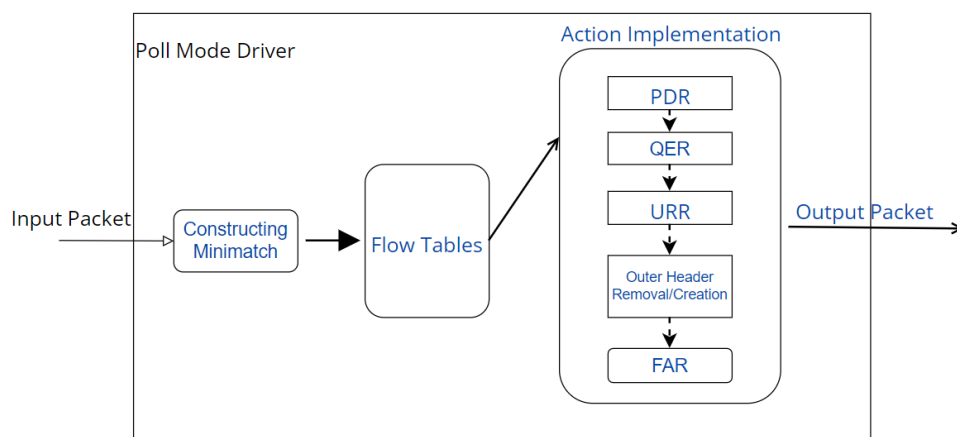 Poll Mode Driver
Action Implementation
PDR
QER
URR
Outer Header
Removal/Creation
FAR
Input Packet
Constructing
Minimatch
Flow Tables
Output Packet